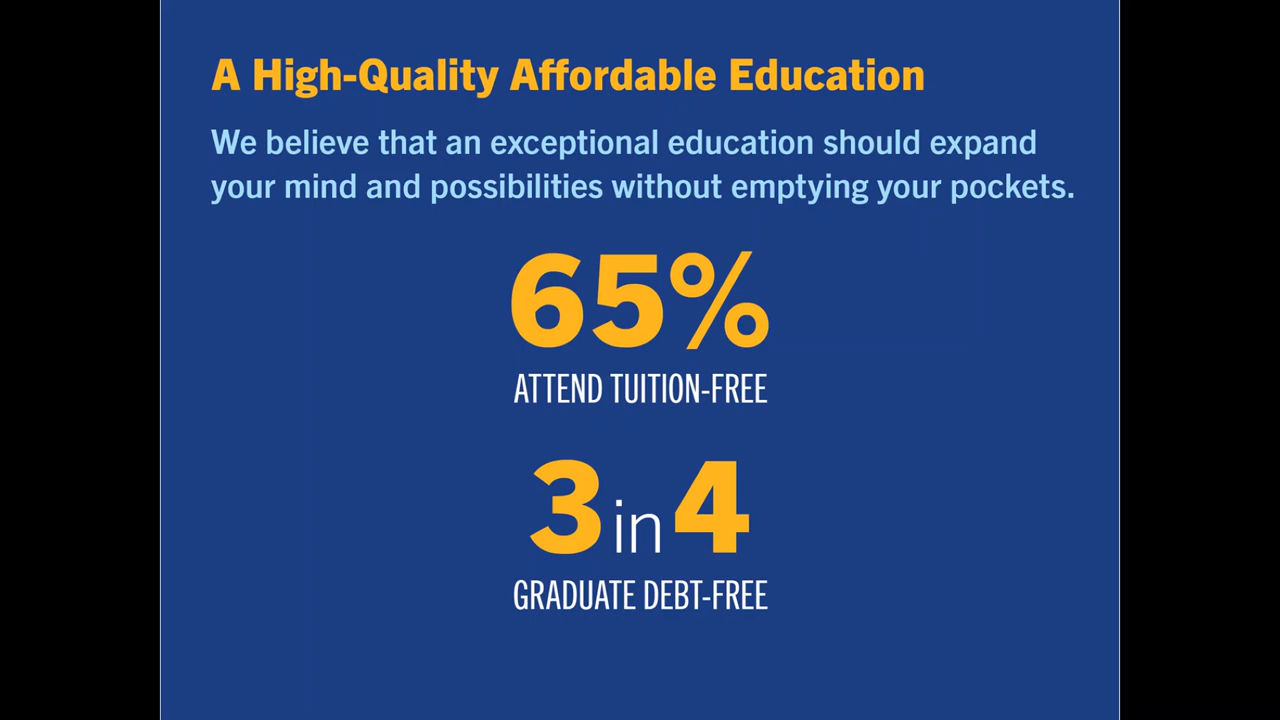 A High-Quality Affordable Education
We believe that an exceptional education should expand
your mind and possibilities without emptying your pockets.
65%
ATTEND TUITION-FREE
3 in 4
GRADUATE DEBT-FREE